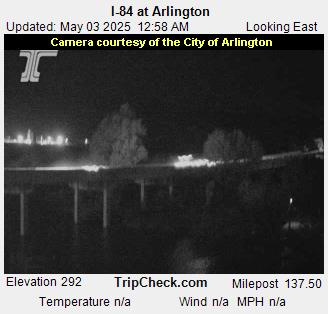 I-84 at Arlington
Updated: May 03 2025 12:58 AM Looking East
Camera courtesy of the City of Arlington
Elevation 292 TripCheck.com Milepost 137.50
Temperature n/a Wind n/a MPH n/a